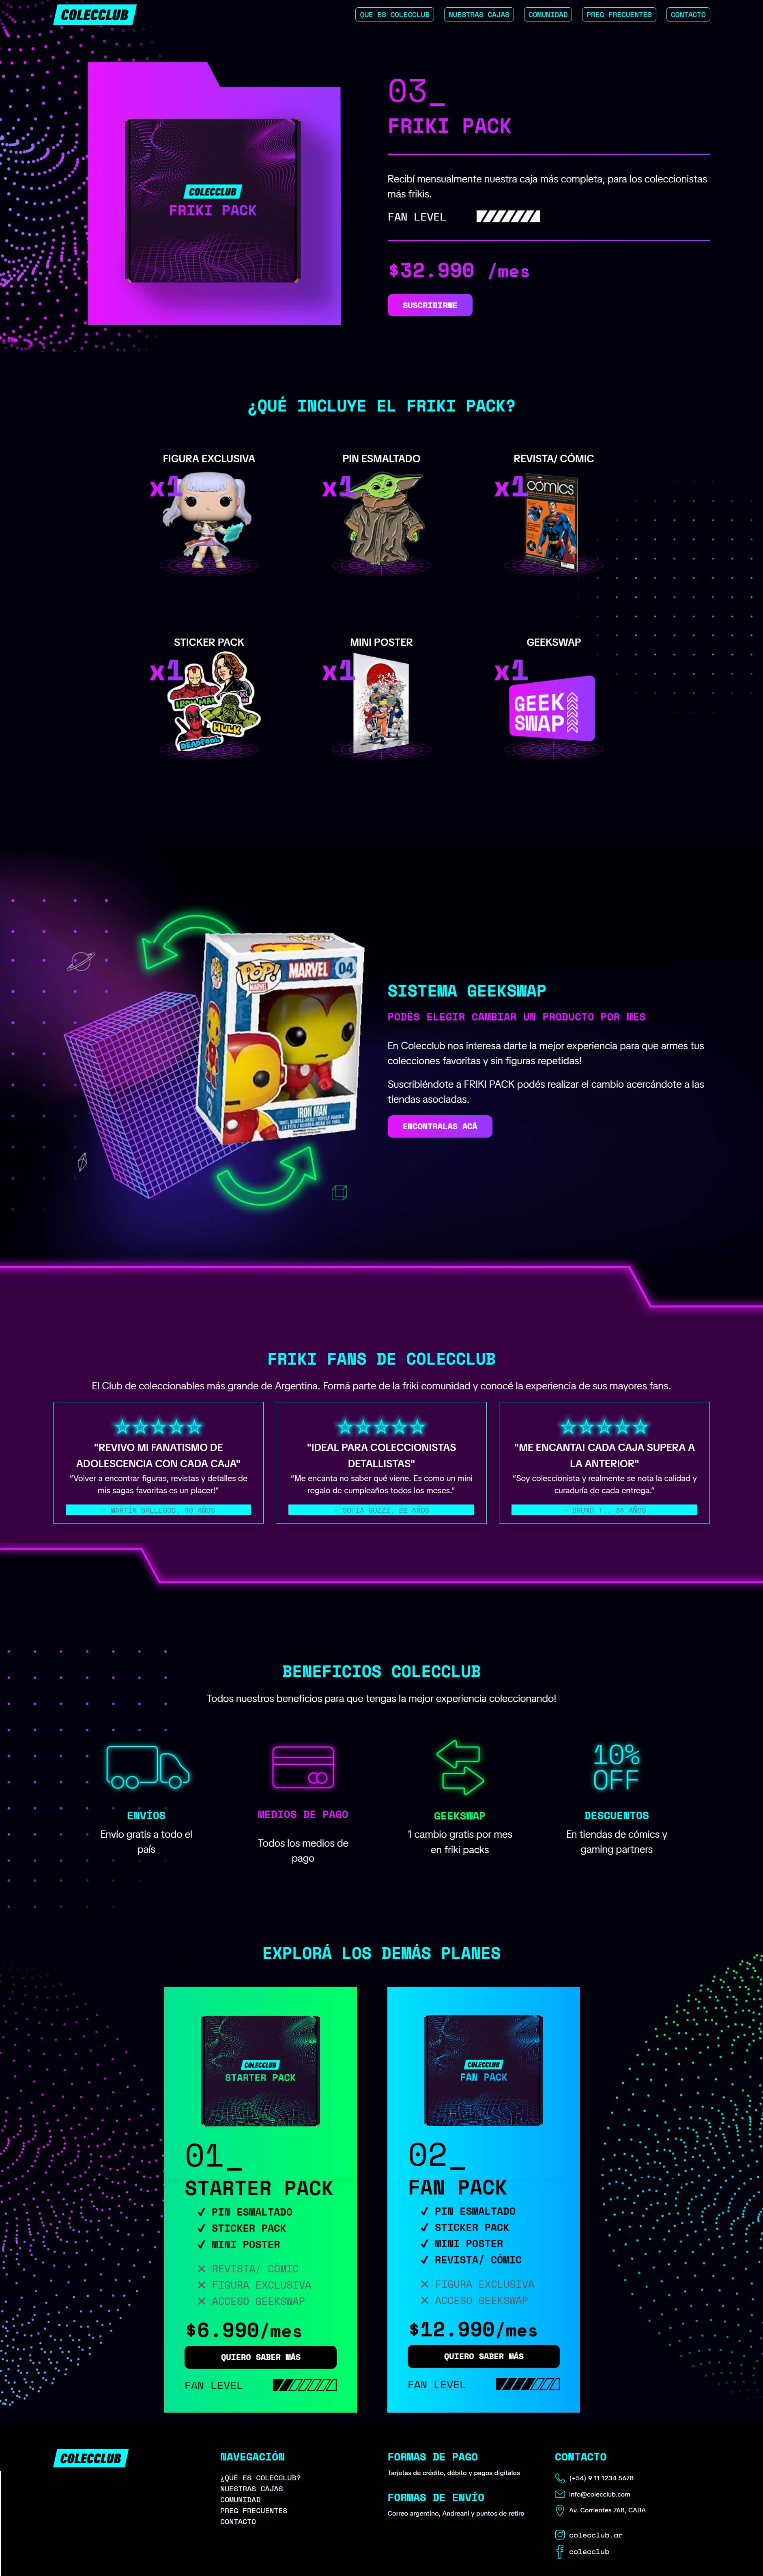 COLECCLUB
QUE ES COLECCLUB
NUESTRAS CAJAS
COMUNIDAD
PREG FRECUENTES
CONTACTO
COLECCLUB
FRIKI PACK
03_
FRIKI PACK
Recibí mensualmente nuestra caja más completa, para los coleccionistas
más frikis.
FAN LEVEL
$32.990 /mes
SUSCRIBIRME
¿QUÉ INCLUYE EL FRIKI PACK?
FIGURA EXCLUSIVA
x1
PIN ESMALTADO
x1
REVISTA/ CÓMIC
x1
cómics
STICKER PACK
x1
IRON MAN
HULK
DEADPOOL
MINI POSTER
x1
GEEKSWAP
x1
GEEK
SWAP
POP!
MARVEL
04
IRON MAN
SISTEMA GEEKSWAP
PODÉS ELEGIR CAMBIAR UN PRODUCTO POR MES
En Colecclub nos interesa darte la mejor experiencia para que armes tus
colecciones favoritas y sin figuras repetidas!
Suscribiéndote a FRIKI PACK podés realizar el cambio acercándote a las
tiendas asociadas.
ENCONTRALAS ACÁ
FRIKI FANS DE COLECCLUB
El Club de coleccionables más grande de Argentina. Formá parte de la friki comunidad y conocé la experiencia de sus mayores fans.
"REVIVO MI FANATISMO DE
ADOLESCENCIA CON CADA CAJA"
"Volver a encontrar figuras, revistas y detalles de
mis sagas favoritas es un placer!"
— MARTÍN GALLEGOS, 40 AÑOS
"IDEAL PARA COLECCIONISTAS
DETALLISTAS"
"Me encanta no saber qué viene. Es como un mini
regalo de cumpleaños todos los meses."
— SOFÍA GUZZI, 22 AÑOS
"ME ENCANTA! CADA CAJA SUPERA A
LA ANTERIOR"
"Soy coleccionista y realmente se nota la calidad y
curaduría de cada entrega."
— BRUNO T., 34 AÑOS
BENEFICIOS COLECCLUB
Todos nuestros beneficios para que tengas la mejor experiencia coleccionando!
ENVÍOS
Envío gratis a todo el
país
MEDIOS DE PAGO
Todos los medios de
pago
GEEKSWAP
1 cambio gratis por mes
en friki packs
10%
OFF
DESCUENTOS
En tiendas de cómics y
gaming partners
EXPLORÁ LOS DEMÁS PLANES
COLECCLUB
STARTER PACK
01_
STARTER PACK
✓ PIN ESMALTADO
✓ STICKER PACK
✓ MINI POSTER
✕ REVISTA/ CÓMIC
✕ FIGURA EXCLUSIVA
✕ ACCESO GEEKSWAP
$6.990/mes
QUIERO SABER MÁS
FAN LEVEL
COLECCLUB
FAN PACK
02_
FAN PACK
✓ PIN ESMALTADO
✓ STICKER PACK
✓ MINI POSTER
✓ REVISTA/ CÓMIC
✕ FIGURA EXCLUSIVA
✕ ACCESO GEEKSWAP
$12.990/mes
QUIERO SABER MÁS
FAN LEVEL
COLECCLUB
NAVEGACIÓN
¿QUÉ ES COLECCLUB?
NUESTRAS CAJAS
COMUNIDAD
PREG FRECUENTES
CONTACTO
FORMAS DE PAGO
Tarjetas de crédito, débito y pagos digitales
FORMAS DE ENVÍO
Correo argentino, Andreani y puntos de retiro
CONTACTO
(+54) 9 11 1234 5678
info@colecclub.com
Av. Corrientes 768, CABA
colecclub.ar
colecclub